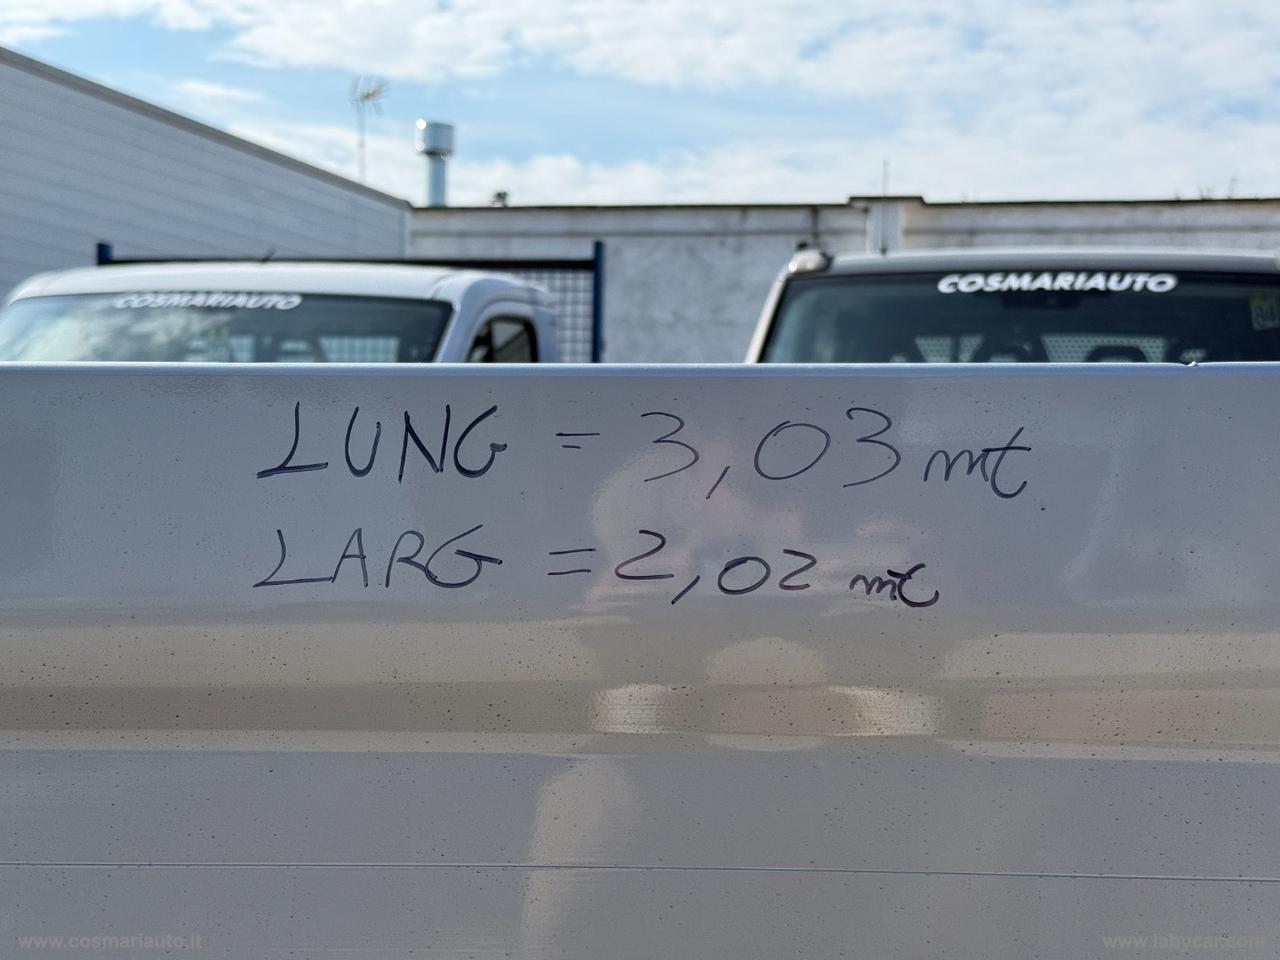 COSMARIAUTO
COSMARIAUTO
LUNG = 3,03 mt
LARG = 2,02 mt
www.cosmariauto.it
www.labycar.com